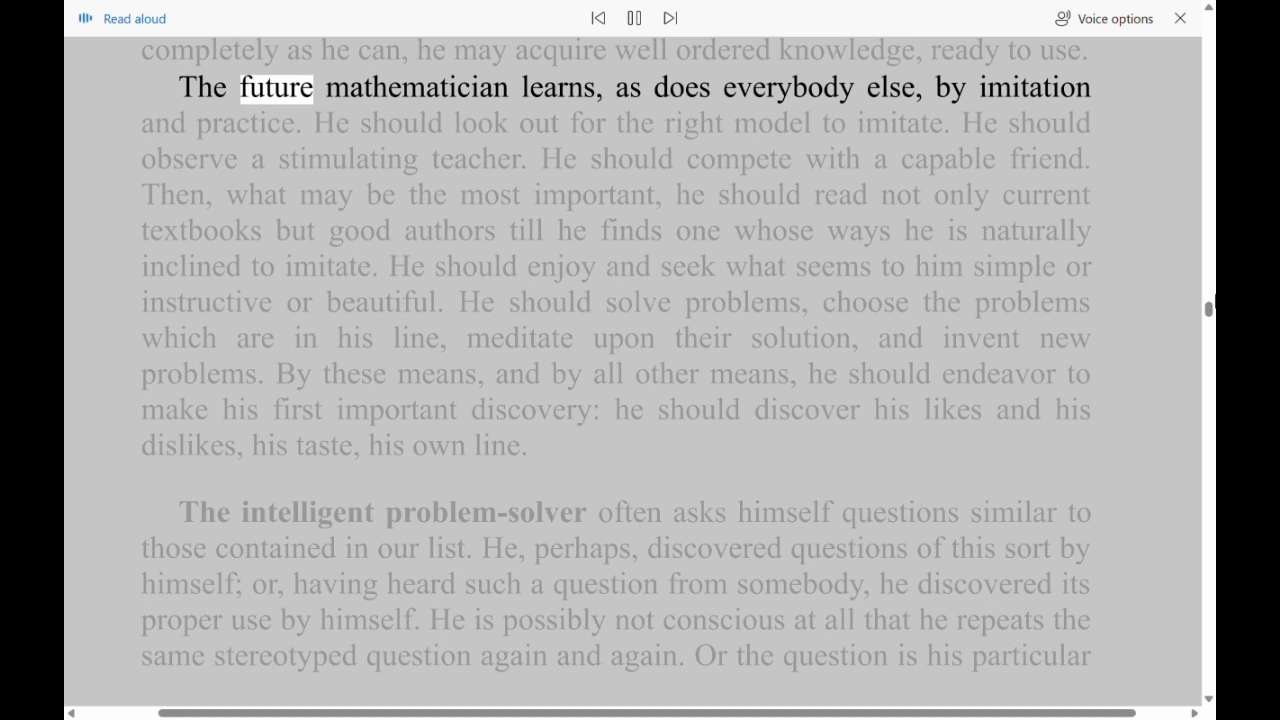 Read aloud
Voice options
completely as he can, he may acquire well ordered knowledge, ready to use.
The future mathematician learns, as does everybody else, by imitation
and practice. He should look out for the right model to imitate. He should
observe a stimulating teacher. He should compete with a capable friend.
Then, what may be the most important, he should read not only current
textbooks but good authors till he finds one whose ways he is naturally
inclined to imitate. He should enjoy and seek what seems to him simple or
instructive or beautiful. He should solve problems, choose the problems
which are in his line, meditate upon their solution, and invent new
problems. By these means, and by all other means, he should endeavor to
make his first important discovery: he should discover his likes and his
dislikes, his taste, his own line.
The intelligent problem-solver often asks himself questions similar to
those contained in our list. He, perhaps, discovered questions of this sort by
himself; or, having heard such a question from somebody, he discovered its
proper use by himself. He is possibly not conscious at all that he repeats the
same stereotyped question again and again. Or the question is his particular